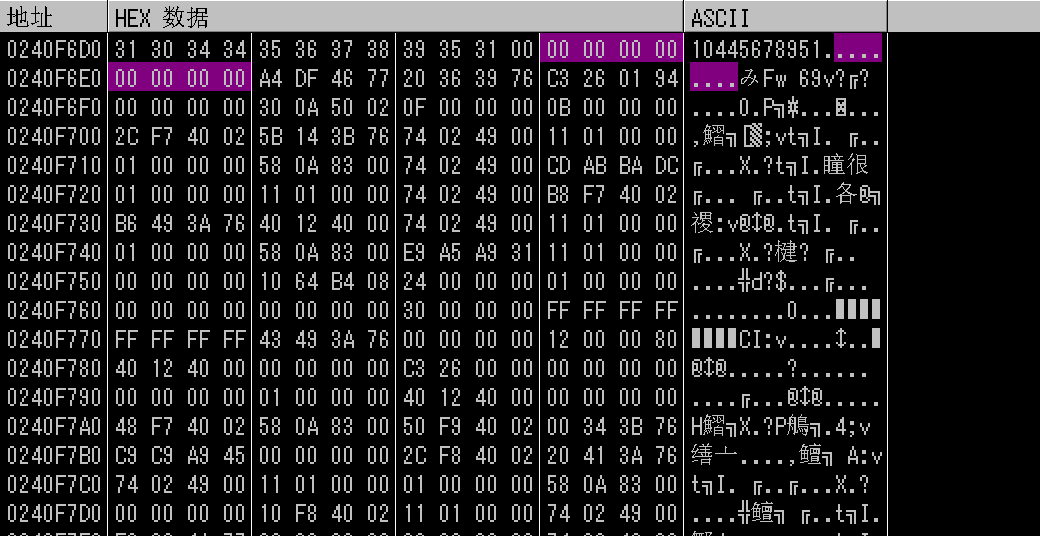 地址 HEX 数据 ASCII
0240F6D0 31 30 34 34 35 36 37 38 39 35 31 00 00 00 00 00 10445678951.....
0240F6E0 00 00 00 00 A4 DF 46 77 20 36 39 76 C3 26 01 94 ....みFw 69v?╔?
0240F6F0 00 00 00 00 30 0A 50 02 0F 00 00 00 0B 00 00 00
0240F700 2C F7 40 02 5B 14 3B 76 74 02 49 00 11 01 00 00
0240F710 01 00 00 00 58 0A 83 00 74 02 49 00 CD AB BA DC ╔...X.?t╗I.瞳很
0240F720 01 00 00 00 11 01 00 00 74 02 49 00 B8 F7 40 02 ╔... ╔..t╗I.各@╗
0240F730 B6 49 3A 76 40 12 40 00 74 02 49 00 11 01 00 00 禝:v@↕@.t╗I. ╔..
0240F740 01 00 00 00 58 0A 83 00 E9 A5 A9 31 11 01 00 00 ╔...X.?楗? ╔..
0240F750 00 00 00 00 10 64 B4 08 24 00 00 00 01 00 00 00 ....╬d?$...╔...
0240F760 00 00 00 00 00 00 00 00 30 00 00 00 FF FF FF FF ........0...
0240F770 FF FF FF FF 43 49 3A 76 00 00 00 00 12 00 00 80 CI:v....↕..
0240F780 40 12 40 00 00 00 00 00 C3 26 00 00 00 00 00 00 @↕@.....?......
0240F790 00 00 00 00 01 00 00 00 40 12 40 00 00 00 00 00 ....╔...@↕@.....
0240F7A0 48 F7 40 02 58 0A 83 00 50 F9 40 02 00 34 3B 76
0240F7B0 C9 C9 A9 45 00 00 00 00 2C F8 40 02 20 41 3A 76
0240F7C0 74 02 49 00 11 01 00 00 01 00 00 00 58 0A 83 00 t╗I. ╔..╔...X.?
0240F7D0 00 00 00 00 10 F8 40 02 11 01 00 00 74 02 49 00